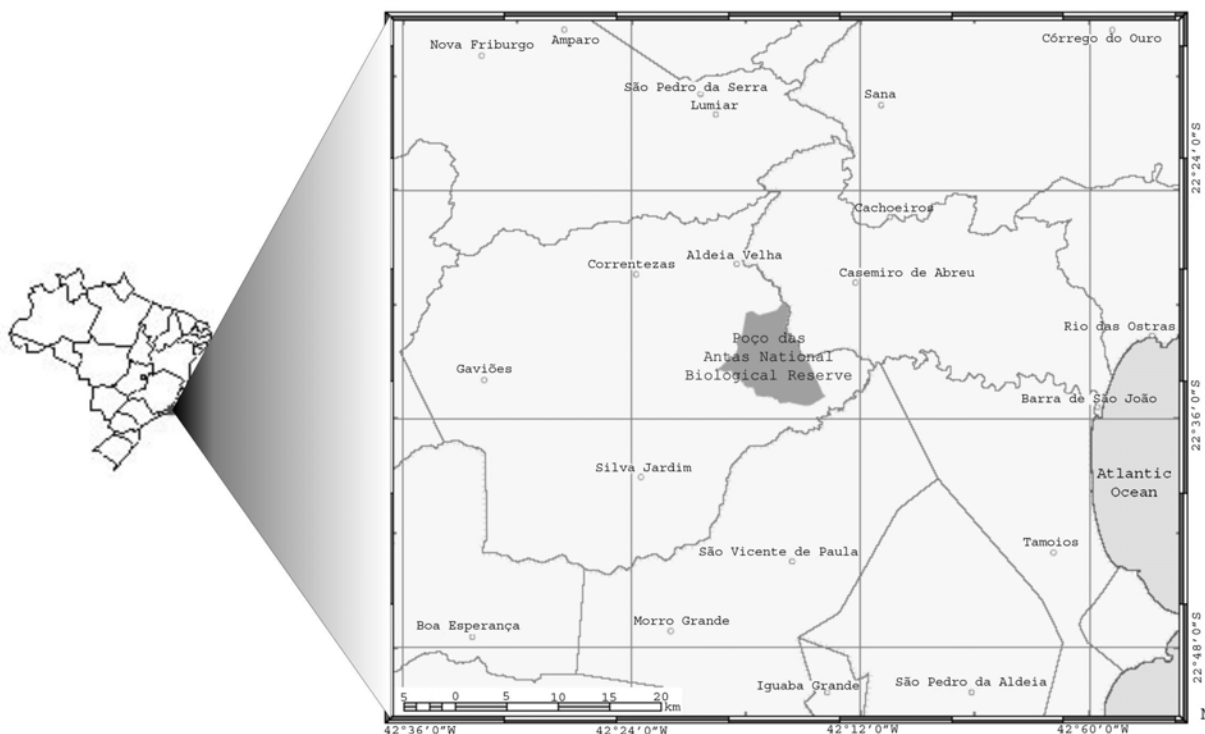 Nova Friburgo
Amparo
Córrego do Ouro
São Pedro da Serra
Lumiar
Sana
22°24'0"S
Cachoeiros
Aldeia Velha
Correntezas
Casemiro de Abreu
Rio das Ostras
Poço das
Antas National
Biological Reserve
Gaviões
Barra de São João
22°36'0"S
Silva Jardim
Atlantic
Ocean
São Vicente de Paula
Tamoios
Boa Esperança
Morro Grande
22°48'0"S
Iguaba Grande
São Pedro da Aldeia
5 0 5 10 15 20
km
42°36'0"W
42°24'0"W
42°12'0"W
42°60'0"W